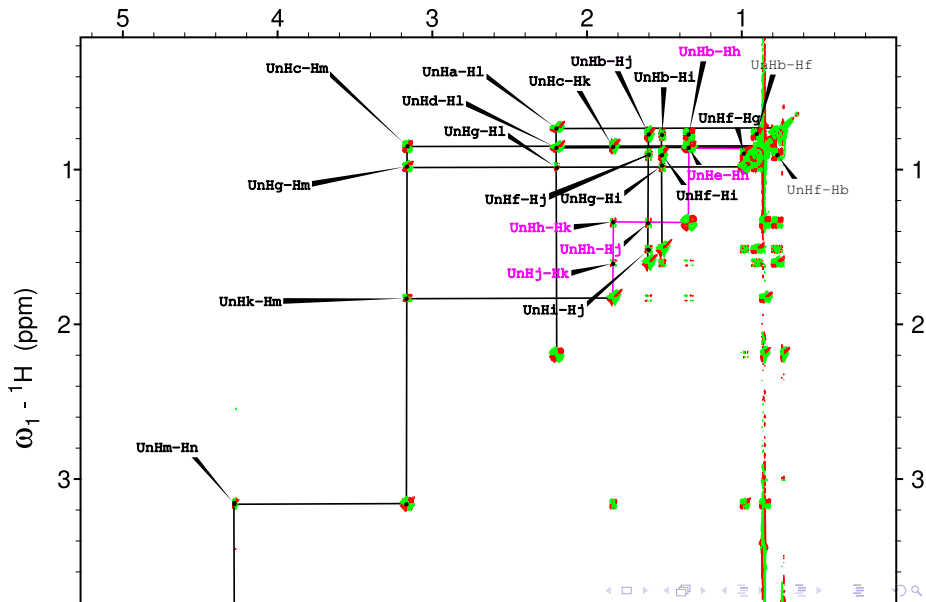 5 4 3 2 1
UnHb-Hh
UnHb-Hj
UnHb-Hf
UnHc-Hm
UnHa-Hl
UnHc-Hk
UnHb-Hi
UnHd-Hl
UnHg-Hl
UnHf-Hg
1 1
UnHe-Hh
UnHg-Hm
UnHf-Hb
UnHf-Hj
UnHg-Hi
UnHf-Hi
UnHh-Hk
UnHh-Hj
UnHj-Hk
UnHk-Hm
UnHi-Hj
2 2
ω1 - 1H (ppm)
UnHm-Hn
3 3